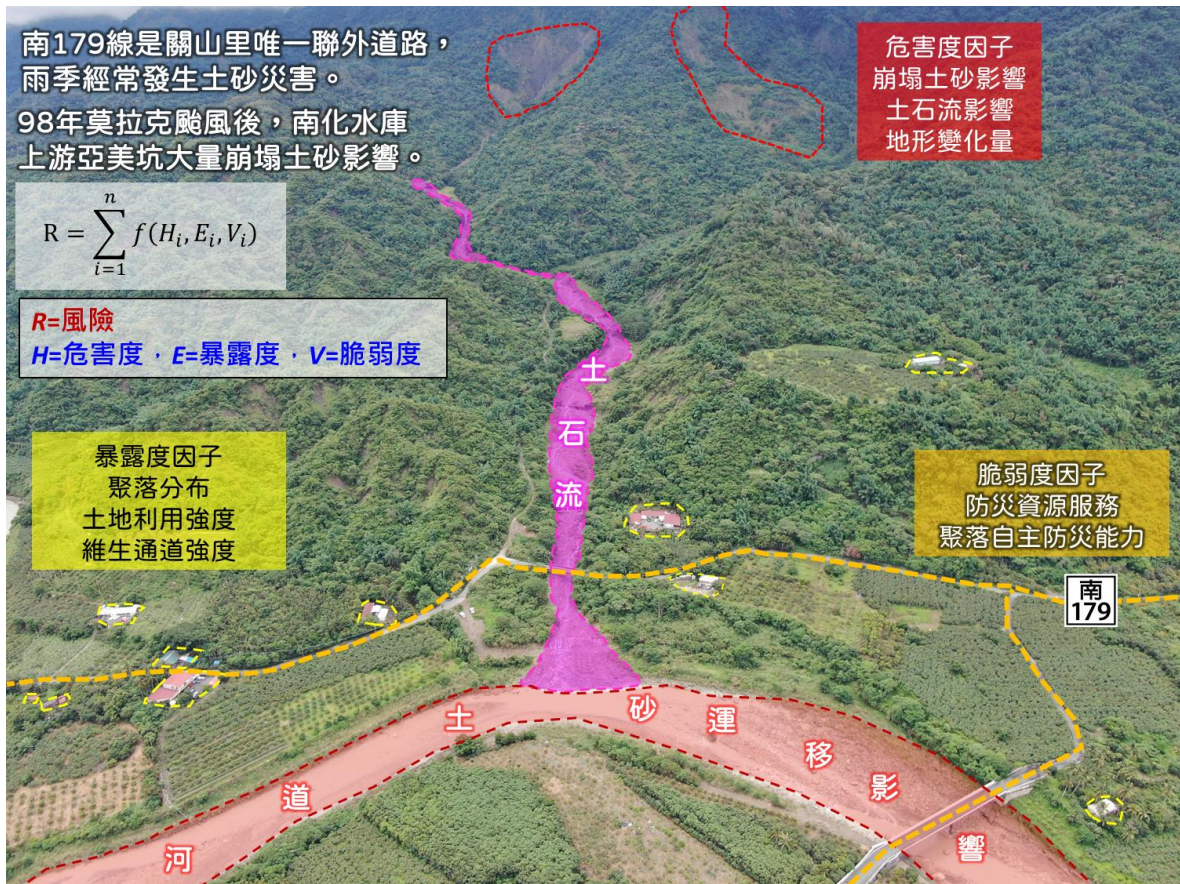 南179線是關山里唯一聯外道路，
雨季經常發生土砂災害。
98年莫拉克颱風後，南化水庫
上游亞美坑大量崩塌土砂影響。
n
R = ∑ f(Hᵢ, Eᵢ, Vᵢ)
i=1
R=風險
H=危害度，E=暴露度，V=脆弱度
危害度因子
崩塌土砂影響
土石流影響
地形變化量
土石流
暴露度因子
聚落分布
土地利用強度
維生通道強度
脆弱度因子
防災資源服務
聚落自主防災能力
南
179
河道土砂運移影響